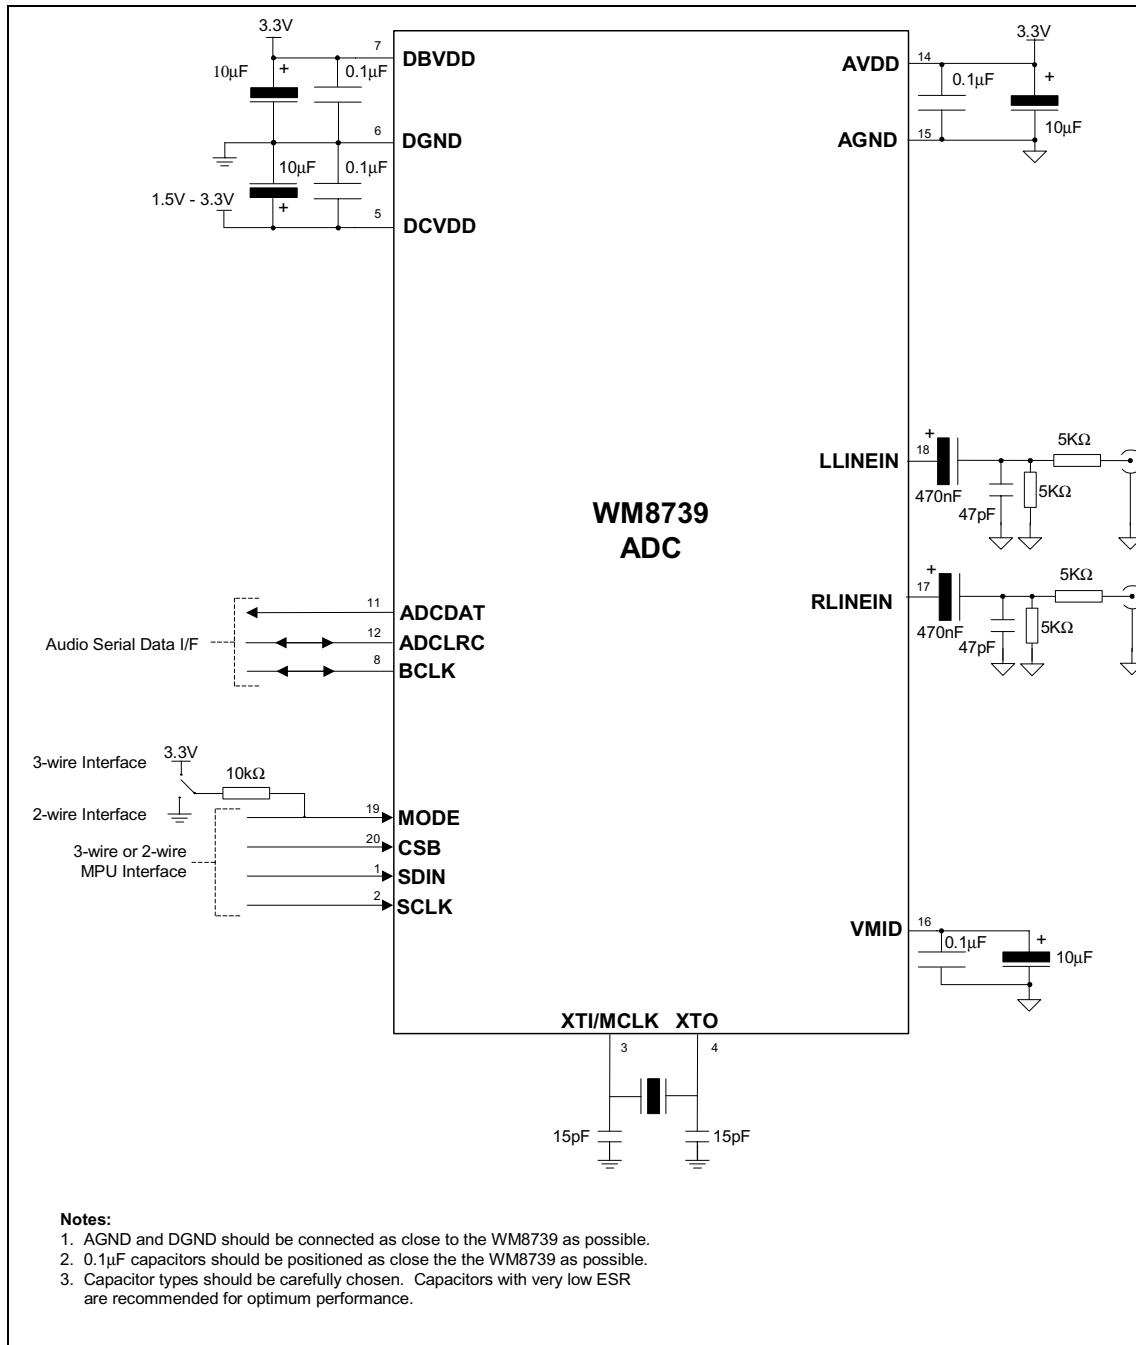 3.3V
7
DBVDD
10µF
+
0.1µF
6
DGND
10µF
0.1µF
1.5V - 3.3V
+
5
DCVDD
3.3V
AVDD
14
0.1µF
+
AGND
15
10µF
LLINEIN
18
+
470nF
47pF
5KΩ
5KΩ
WM8739
ADC
RLINEIN
17
+
470nF
47pF
5KΩ
5KΩ
Audio Serial Data I/F
11
ADCDAT
12
ADCLRC
8
BCLK
3-wire Interface
3.3V
10kΩ
2-wire Interface
19
MODE
3-wire or 2-wire
MPU Interface
20
CSB
1
SDIN
2
SCLK
VMID
16
0.1µF
+
10µF
XTI/MCLK
XTO
3
4
15pF
15pF
Notes:
1. AGND and DGND should be connected as close to the WM8739 as possible.
2. 0.1µF capacitors should be positioned as close the the WM8739 as possible.
3. Capacitor types should be carefully chosen. Capacitors with very low ESR
are recommended for optimum performance.